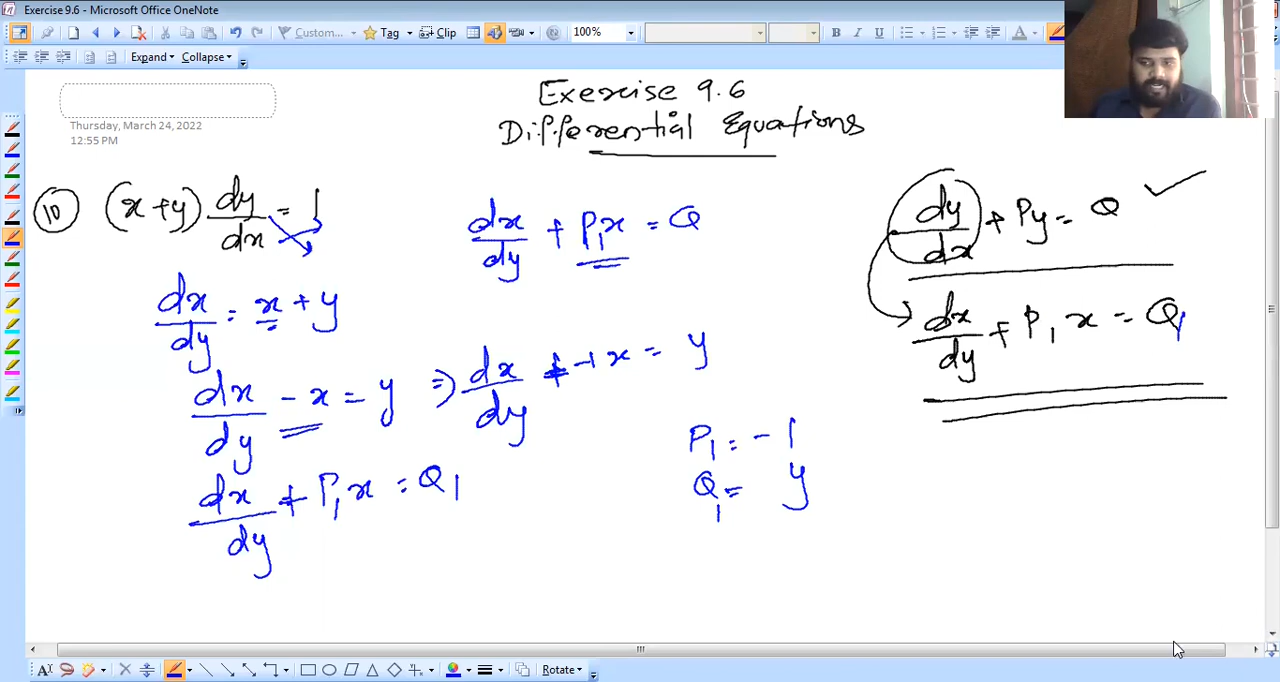 Exercise 9.6 - Microsoft Office OneNote
Custom... Tag Clip 100% B I U A
Expand Collapse
Exercise 9.6
Differential Equations
Thursday, March 24, 2022
12:55 PM
10 (x+y) dy/dx = 1
dx/dy = x + y
dx/dy - x = y ⇒ dx/dy + -1x = y
dx/dy + P₁x = Q₁
dx/dy + P₁x = Q
P₁ = -1
Q₁ = y
dy/dx + Py = Q ✓
dx/dy + P₁ x = Q₁
Rotate